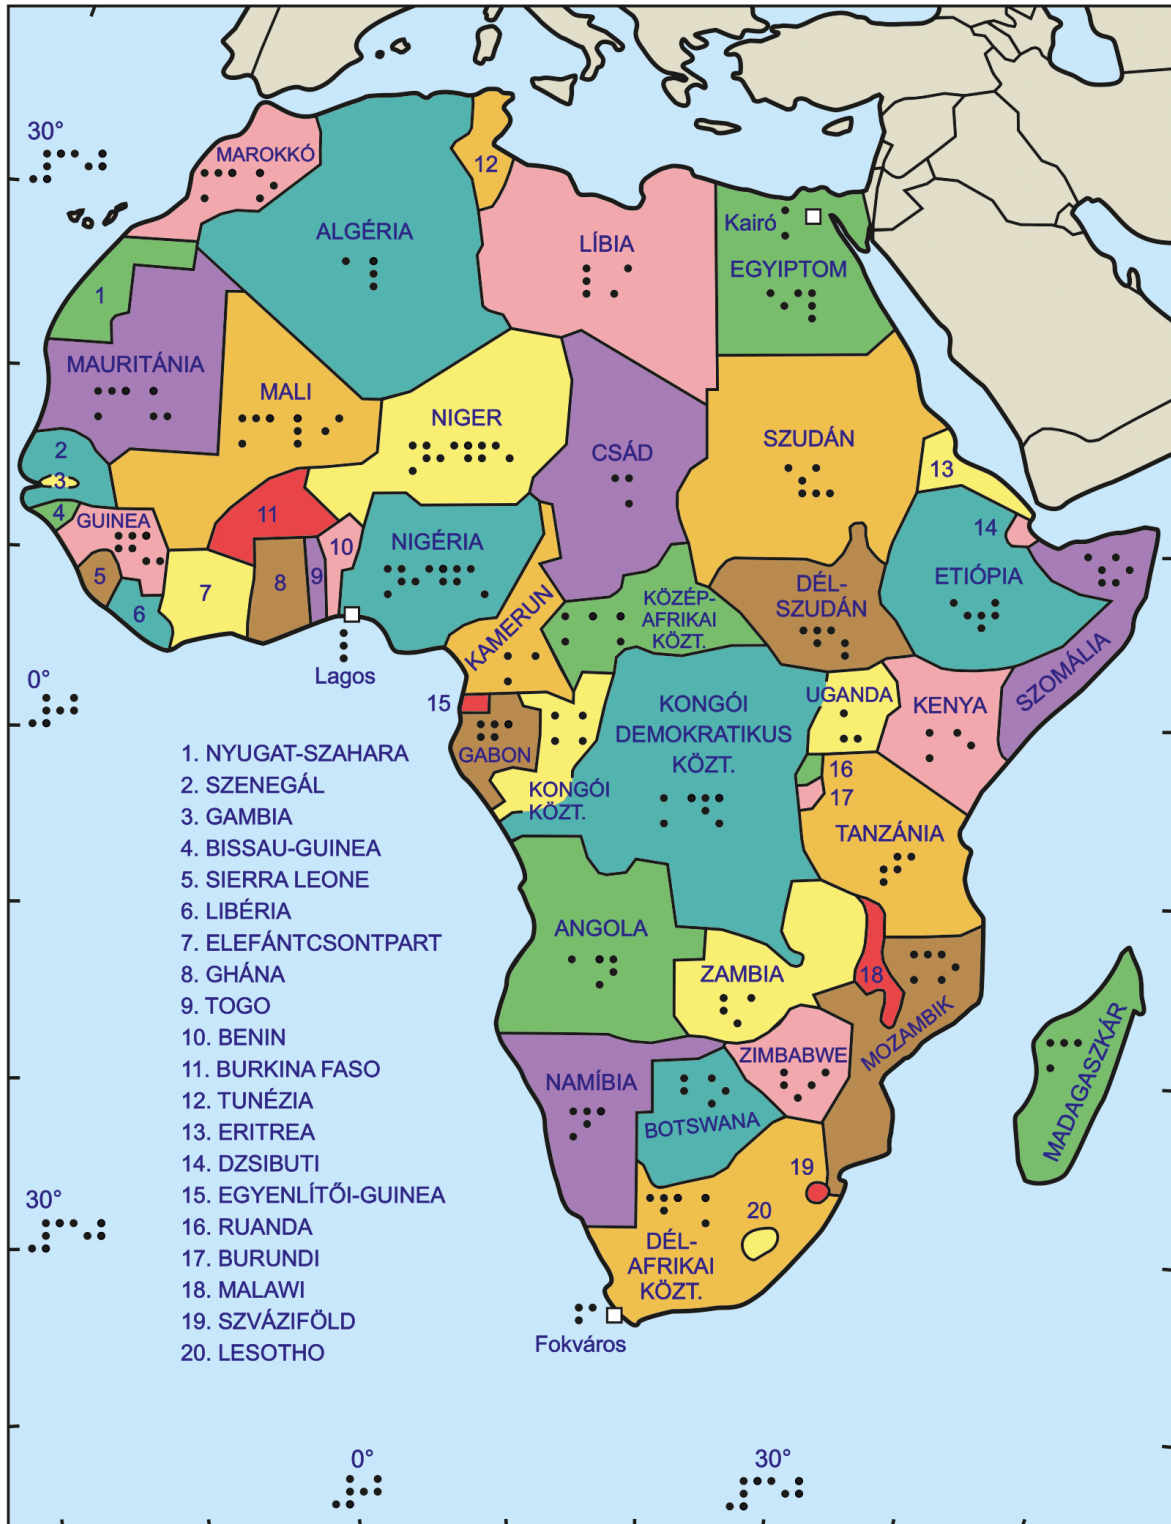 30°
MAROKKÓ
12
ALGÉRIA
LÍBIA
Kairó
EGYIPTOM
1
MAURITÁNIA
MALI
NIGER
CSÁD
SZUDÁN
2
3
4
GUINEA
11
13
14
5
6
7
8
9
10
NIGÉRIA
KAMERUN
KÖZÉP-
AFRIKAI
KÖZT.
DÉL-
SZUDÁN
ETIÓPIA
SZOMÁLIA
Lagos
0°
15
GABON
KONGÓI
KÖZT.
KONGÓI
DEMOKRATIKUS
KÖZT.
UGANDA
KENYA
16
17
TANZÁNIA
1. NYUGAT-SZAHARA
2. SZENEGÁL
3. GAMBIA
4. BISSAU-GUINEA
5. SIERRA LEONE
6. LIBÉRIA
7. ELEFÁNTCSONTPART
8. GHÁNA
9. TOGO
10. BENIN
11. BURKINA FASO
12. TUNÉZIA
13. ERITREA
14. DZSIBUTI
15. EGYENLÍTŐI-GUINEA
16. RUANDA
17. BURUNDI
18. MALAWI
19. SZVÁZIFÖLD
20. LESOTHO
ANGOLA
ZAMBIA
18
MOZAMBIK
MADAGASZKÁR
NAMÍBIA
BOTSWANA
ZIMBABWE
19
20
30°
DÉL-
AFRIKAI
KÖZT.
Fokváros
0°
30°